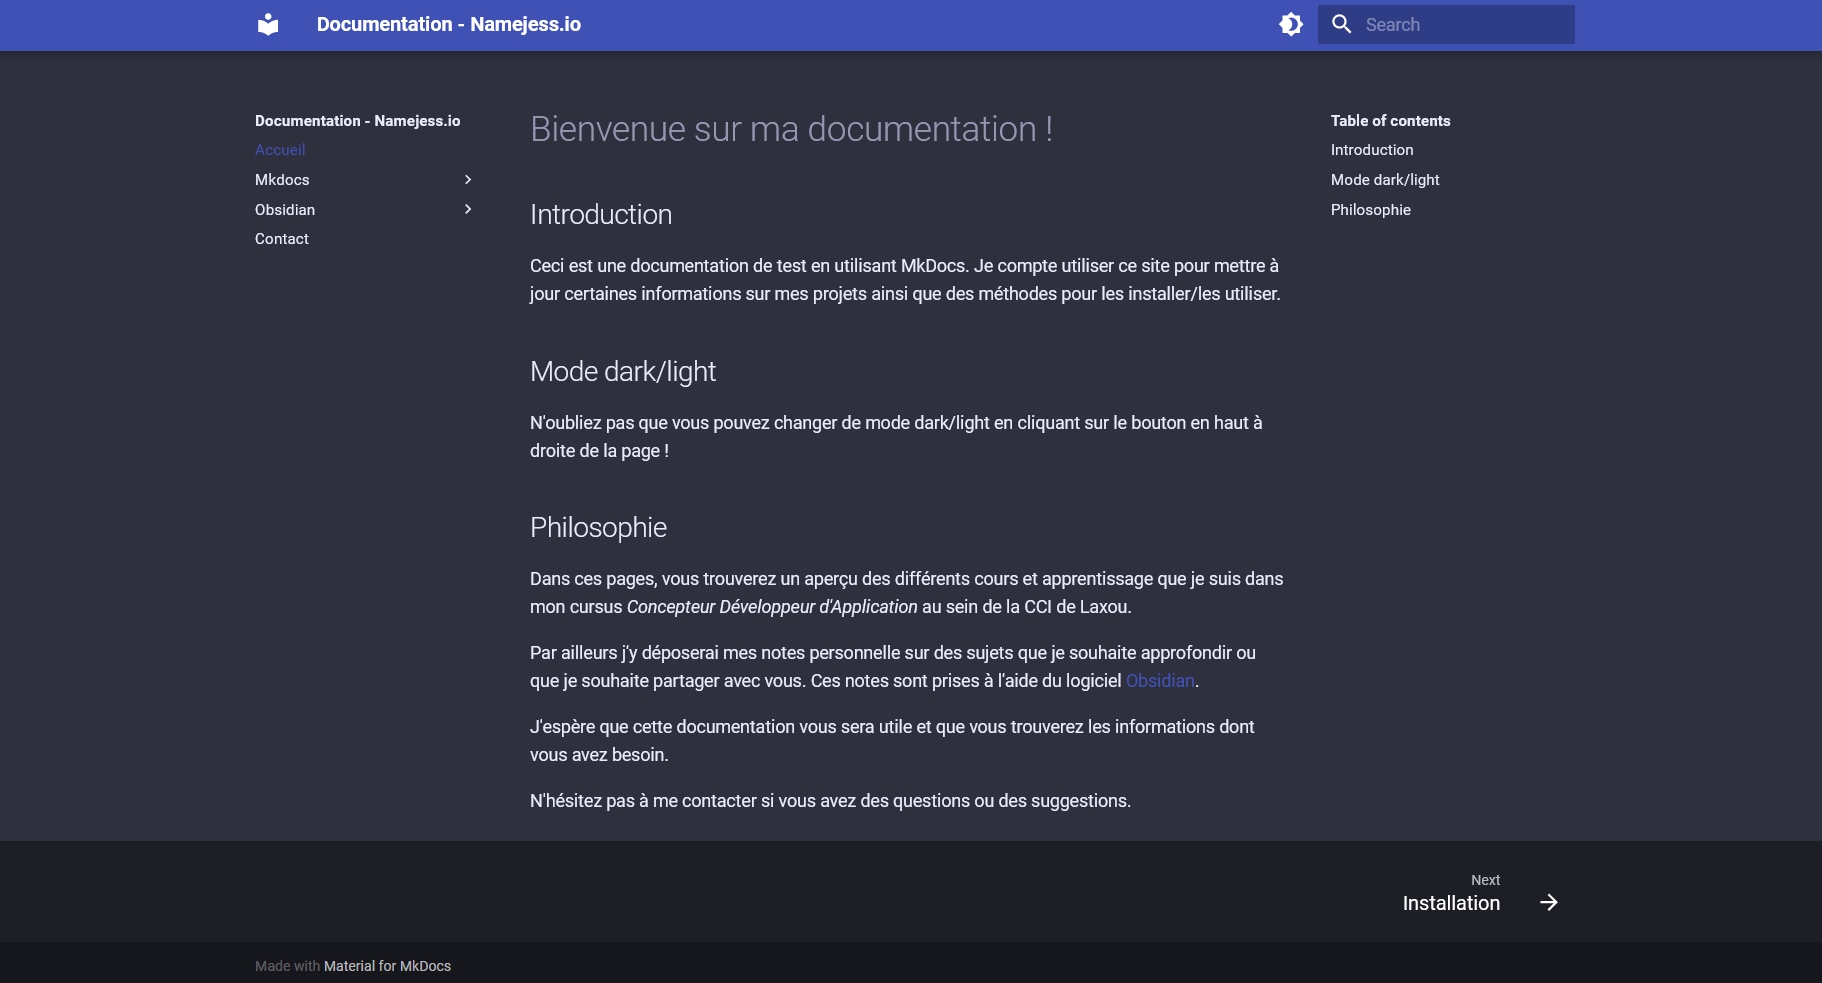 Documentation - Namejess.io
Search
Documentation - Namejess.io
Accueil
Mkdocs
Obsidian
Contact
Bienvenue sur ma documentation !
Introduction
Ceci est une documentation de test en utilisant MkDocs. Je compte utiliser ce site pour mettre à
jour certaines informations sur mes projets ainsi que des méthodes pour les installer/les utiliser.
Mode dark/light
N'oubliez pas que vous pouvez changer de mode dark/light en cliquant sur le bouton en haut à
droite de la page !
Philosophie
Dans ces pages, vous trouverez un aperçu des différents cours et apprentissage que je suis dans
mon cursus Concepteur Développeur d'Application au sein de la CCI de Laxou.
Par ailleurs j'y déposerai mes notes personnelle sur des sujets que je souhaite approfondir ou
que je souhaite partager avec vous. Ces notes sont prises à l'aide du logiciel Obsidian.
J'espère que cette documentation vous sera utile et que vous trouverez les informations dont
vous avez besoin.
N'hésitez pas à me contacter si vous avez des questions ou des suggestions.
Table of contents
Introduction
Mode dark/light
Philosophie
Next
Installation
Made with Material for MkDocs